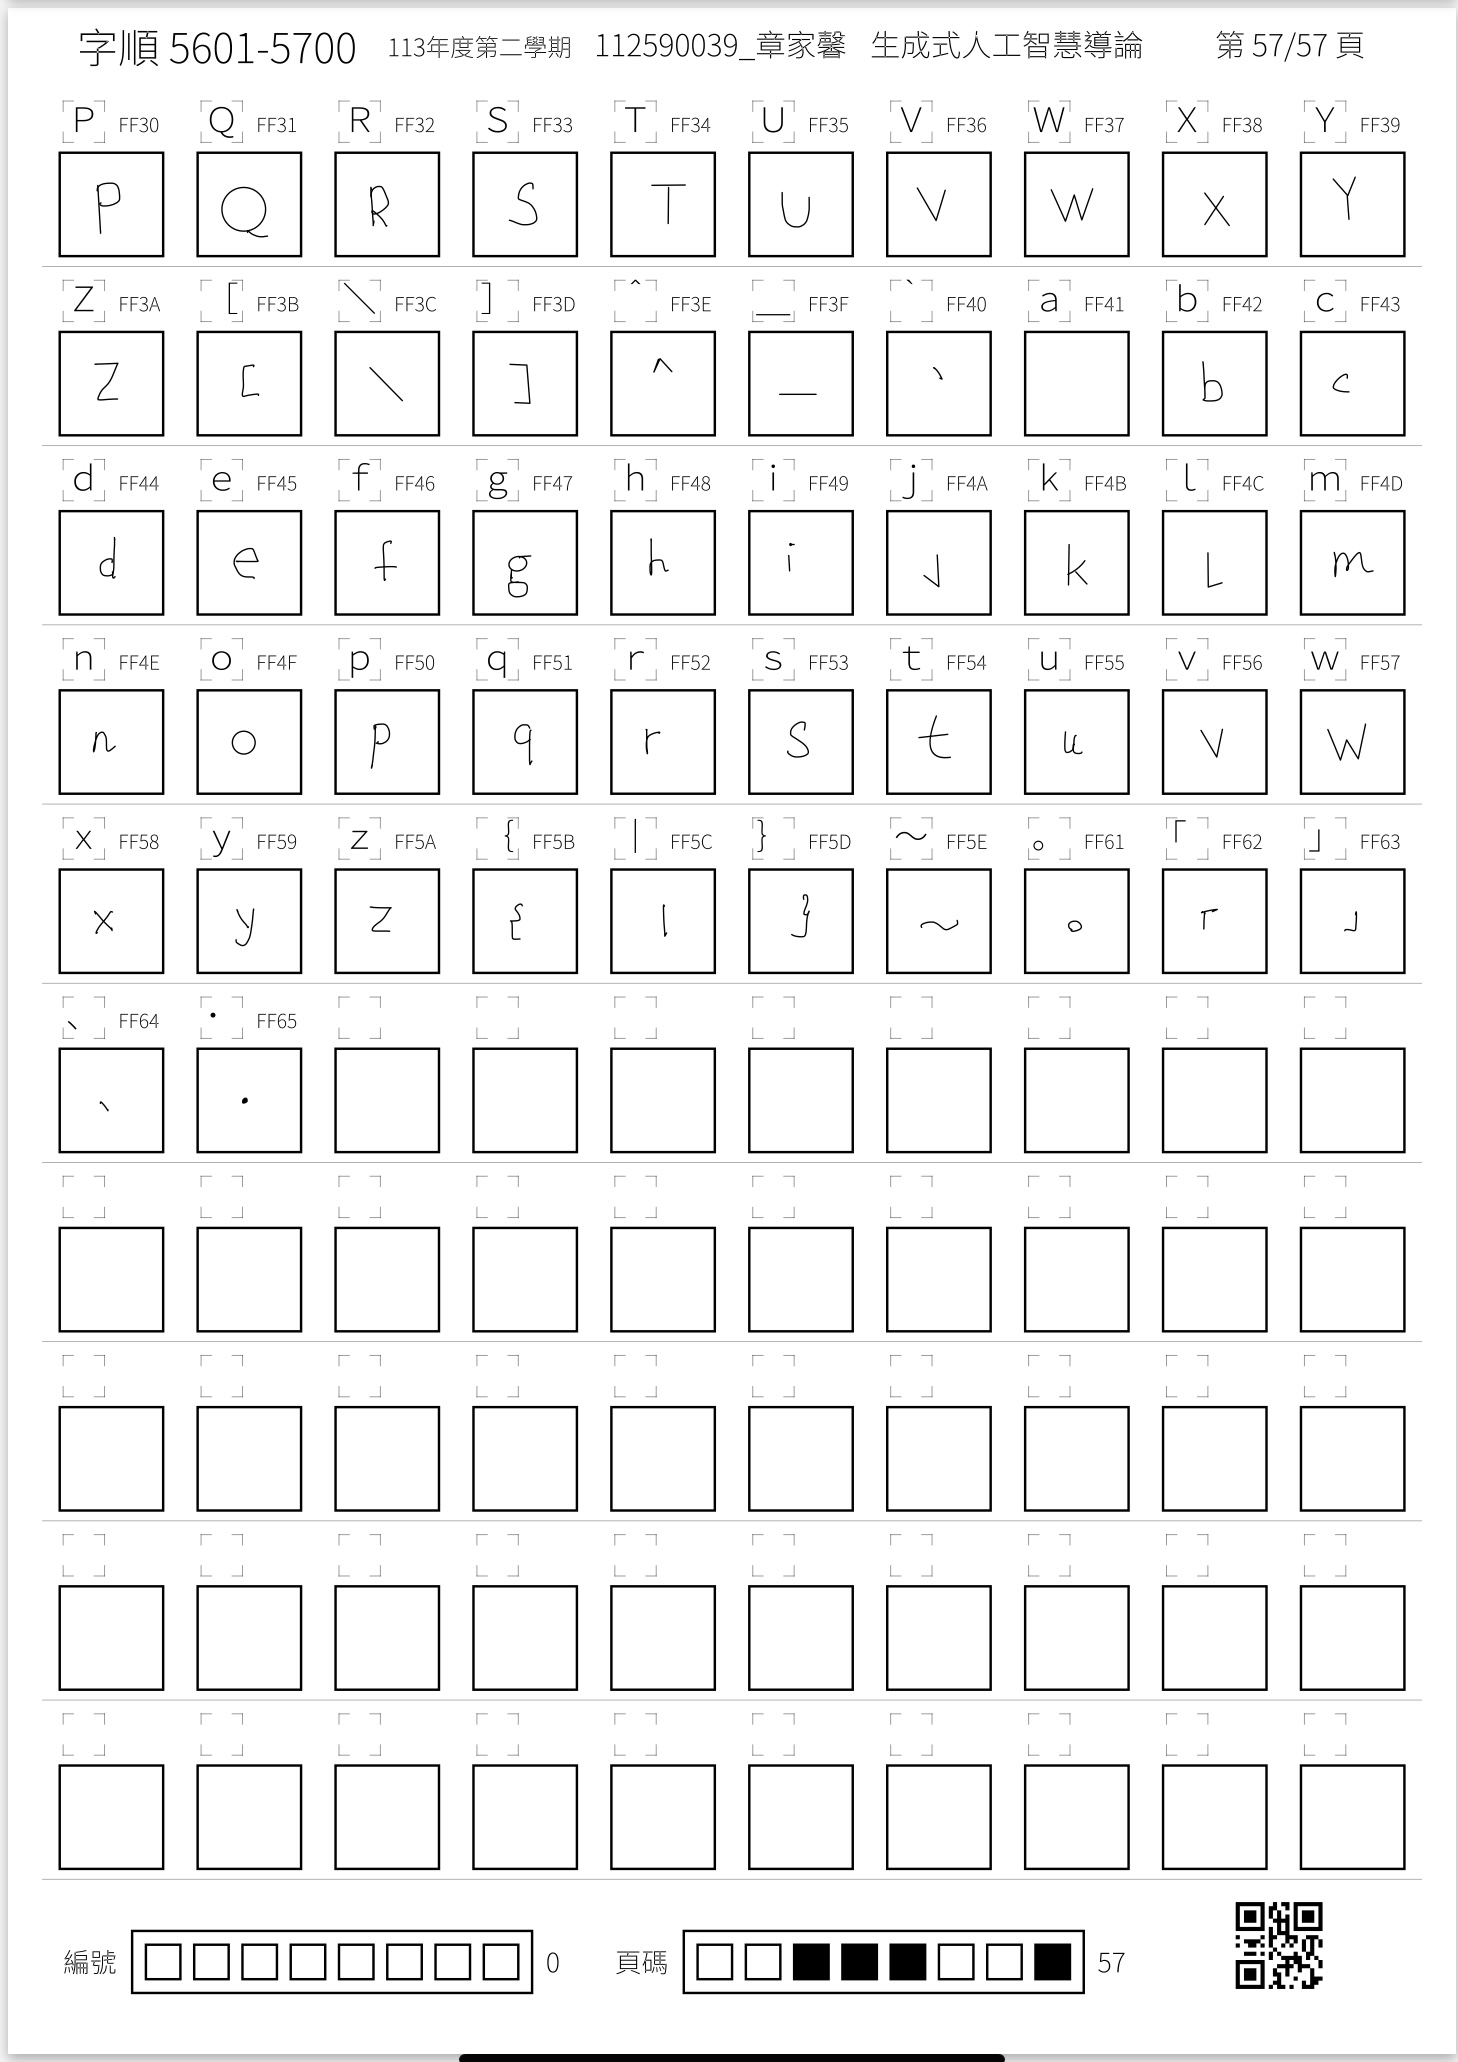 字順 5601-5700 113年度第二學期 112590039_章家馨 生成式人工智慧導論 第 57/57 頁
P FF30 Q FF31 R FF32 S FF33 T FF34 U FF35 V FF36 W FF37 X FF38 Y FF39
P Q R S T U V W X Y
Z FF3A [ FF3B \ FF3C ] FF3D ^ FF3E _ FF3F ` FF40 a FF41 b FF42 c FF43
Z [ \ ] ^ _ ` b c
d FF44 e FF45 f FF46 g FF47 h FF48 i FF49 j FF4A k FF4B l FF4C m FF4D
d e f g h i j k l m
n FF4E o FF4F p FF50 q FF51 r FF52 s FF53 t FF54 u FF55 v FF56 w FF57
n o p q r s t u v w
x FF58 y FF59 z FF5A { FF5B | FF5C } FF5D ~ FF5E 。 FF61 「 FF62 」 FF63
x y z { | } ~ 。 「 」
、 FF64 ・ FF65
、 ・
編號 0 頁碼 57